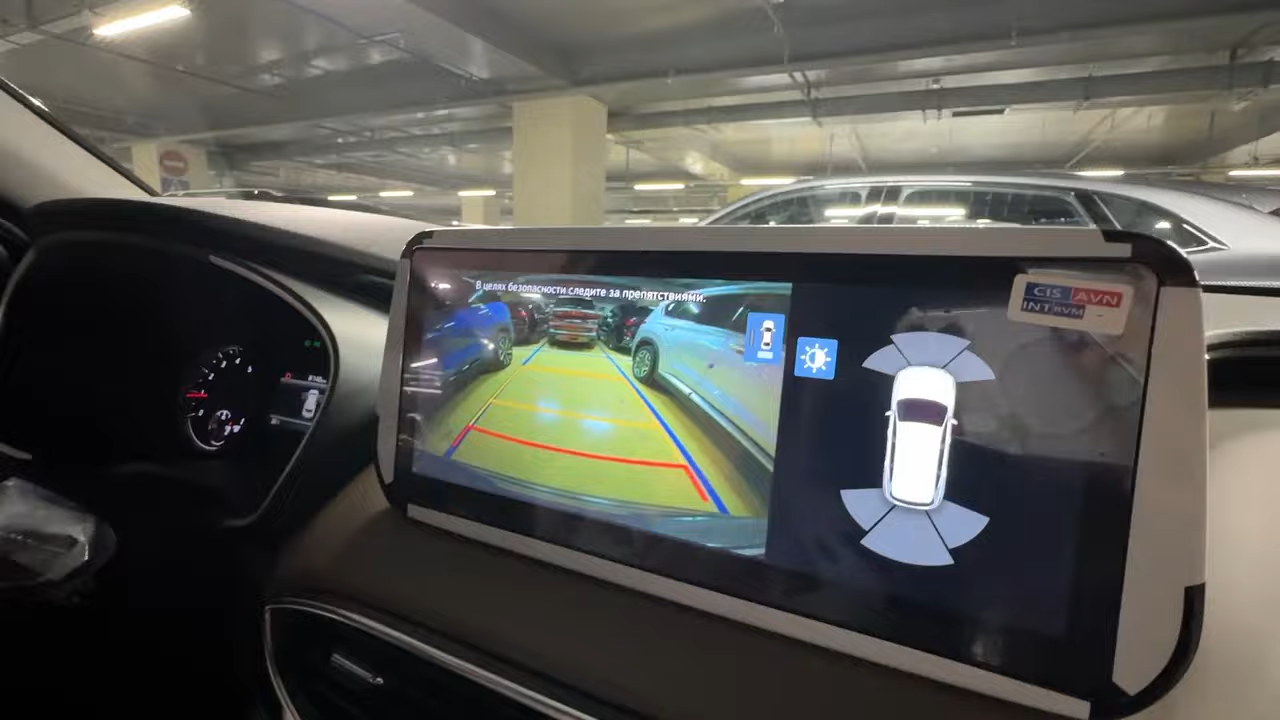 В целях безопасности следите за препятствиями.
CIS AVN
INT RVM